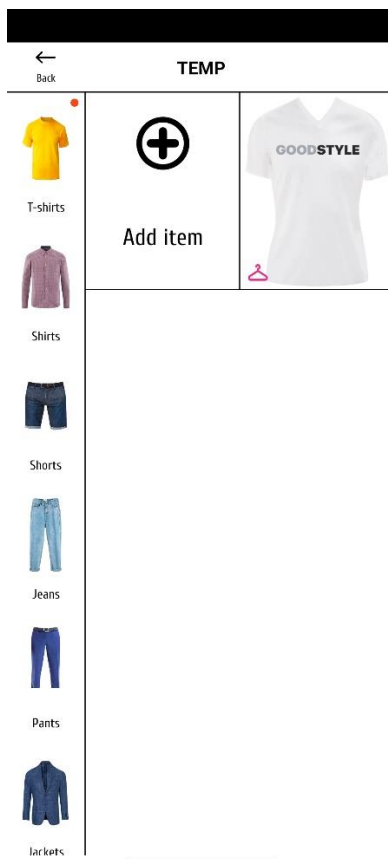 Back
TEMP
T-shirts
Add item
GOODSTYLE
Shirts
Shorts
Jeans
Pants
Jackets